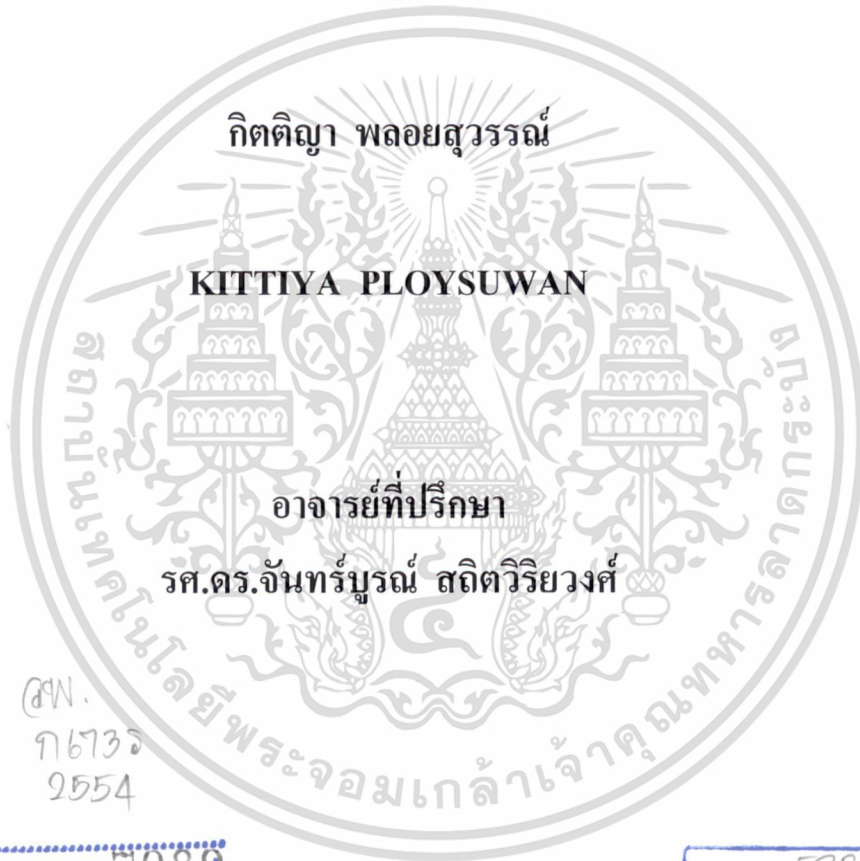 กิตติญา พลอยสุวรรณ์
KITTIYA PLOYSUWAN
อาจารย์ที่ปรึกษา
รศ.ดร.จันทร์บูรณ์ สถิตวิริยวงศ์
สถาบันเทคโนโลยีพระจอมเกล้าเจ้าคุณทหารลาดกระบัง
๔
2554